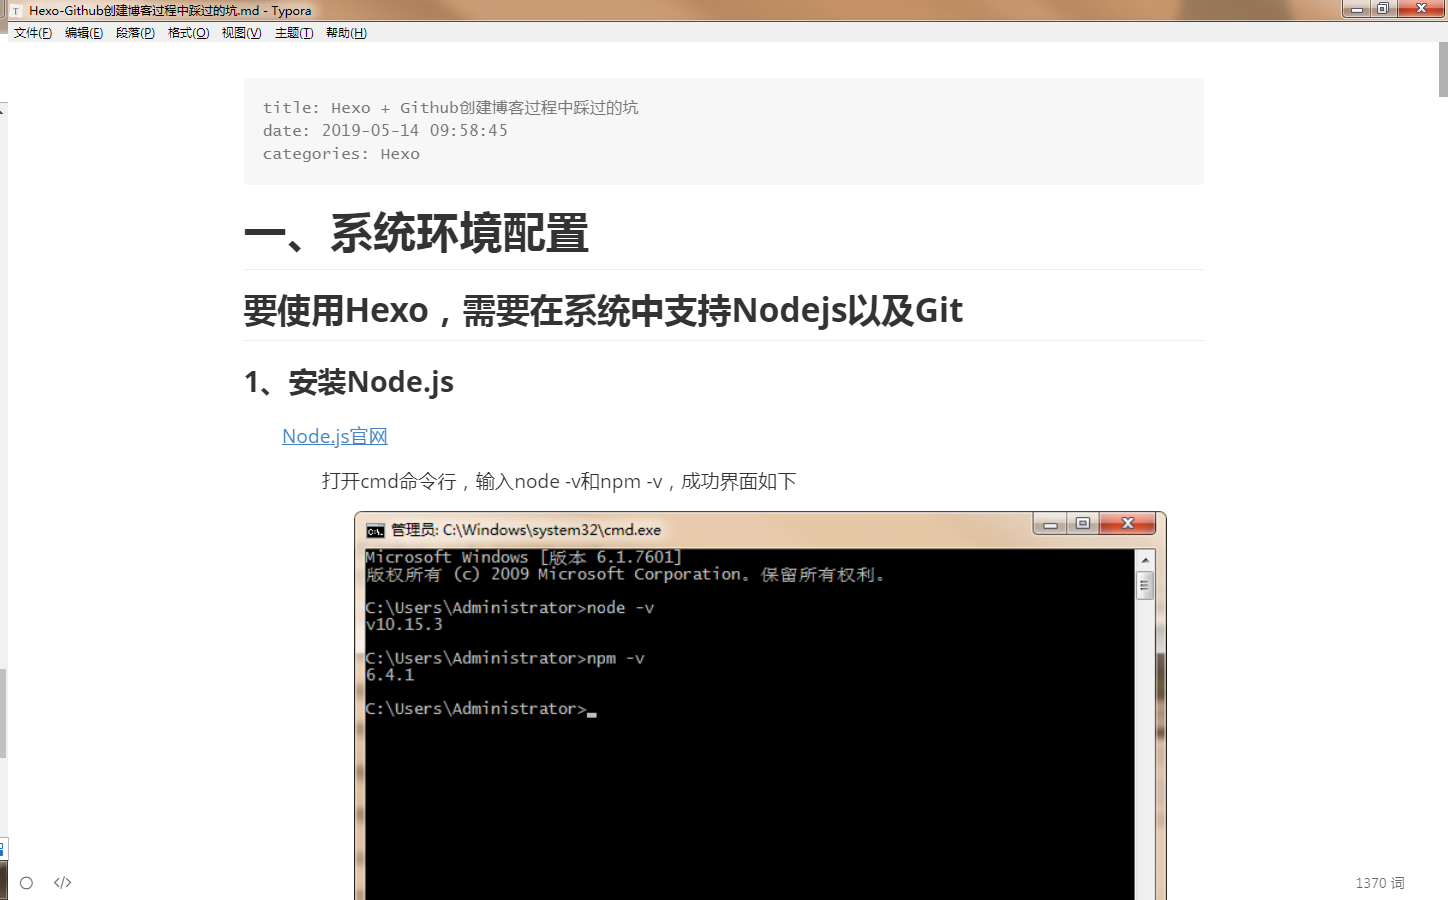 Hexo-Github创建博客过程中踩过的坑.md - Typora
文件(F) 编辑(E) 段落(P) 格式(O) 视图(V) 主题(T) 帮助(H)
title: Hexo + Github创建博客过程中踩过的坑
date: 2019-05-14 09:58:45
categories: Hexo
一、系统环境配置
要使用Hexo，需要在系统中支持Nodejs以及Git
1、安装Node.js
Node.js官网
打开cmd命令行，输入node -v和npm -v，成功界面如下
管理员: C:\Windows\system32\cmd.exe
Microsoft Windows [版本 6.1.7601]
版权所有 (c) 2009 Microsoft Corporation。保留所有权利。
C:\Users\Administrator>node -v
v10.15.3
C:\Users\Administrator>npm -v
6.4.1
C:\Users\Administrator>_
</> 1370 词